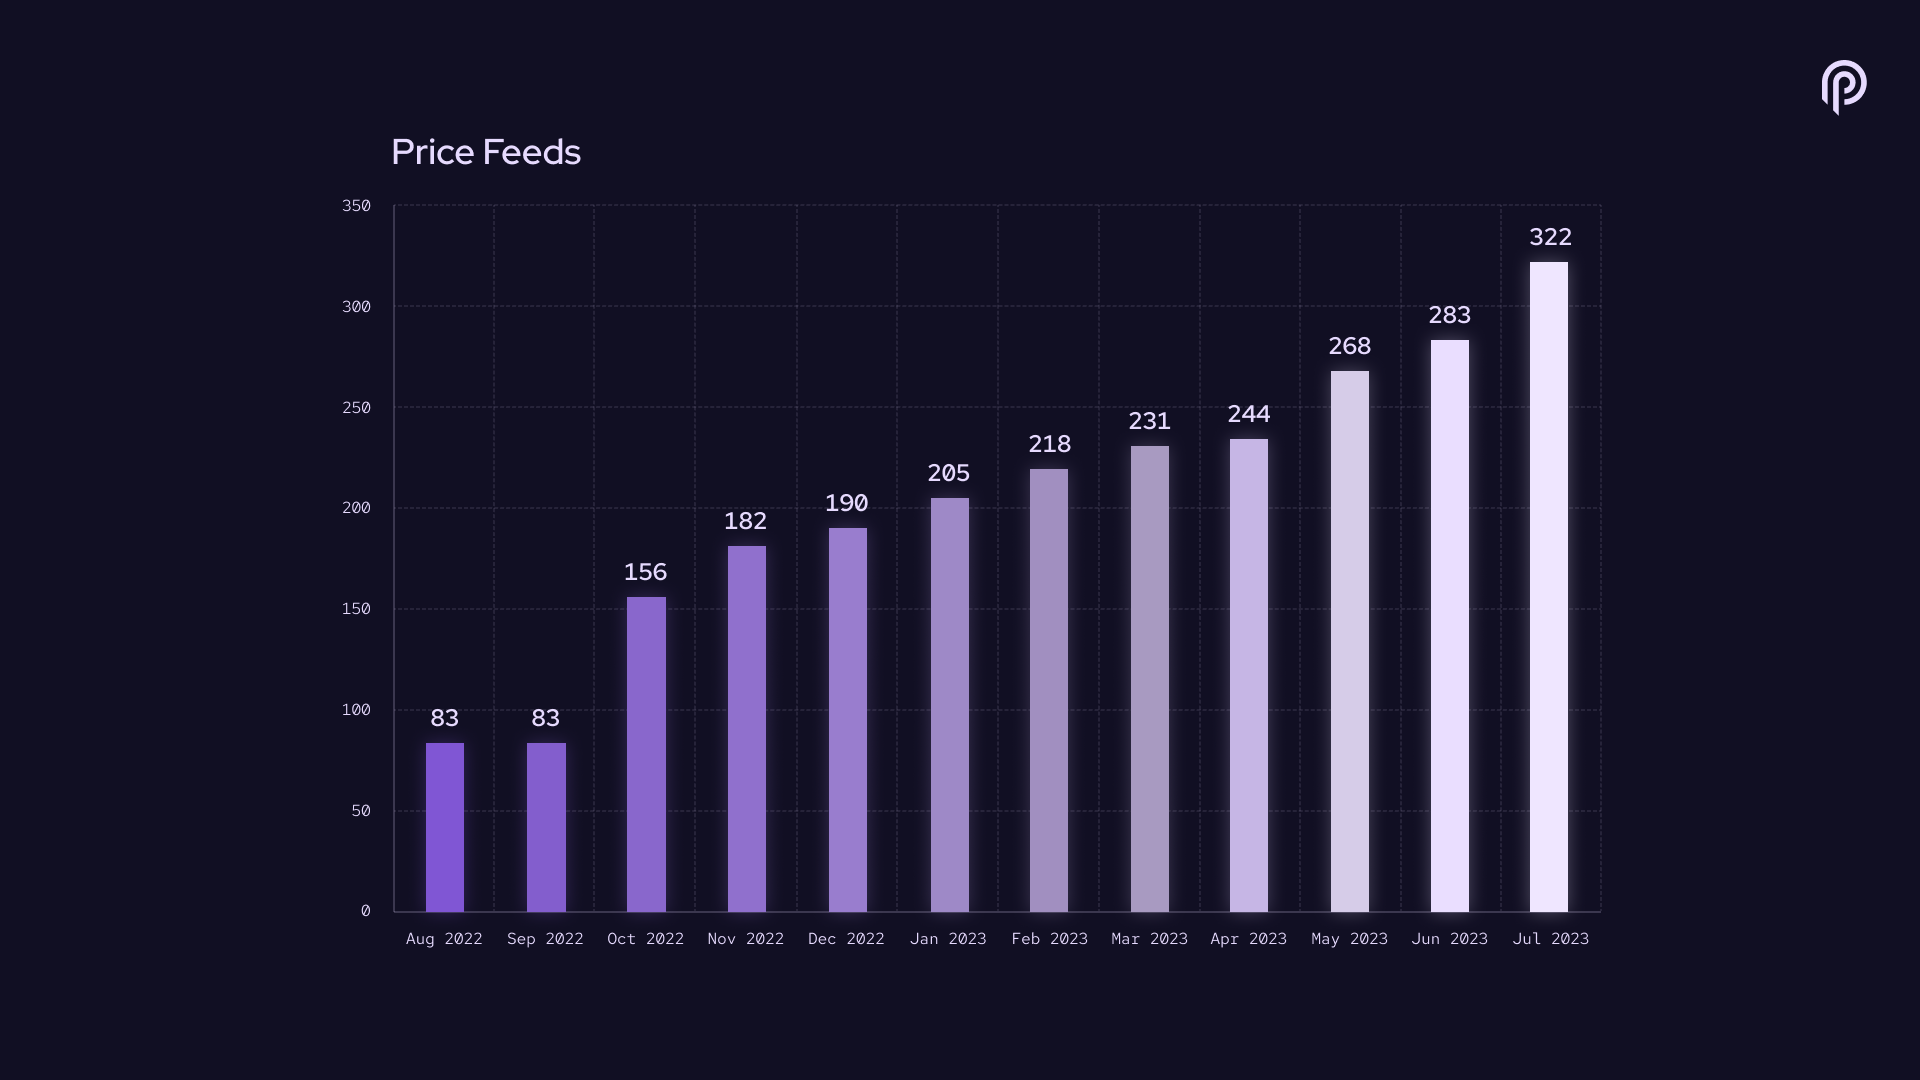 Price Feeds
350
300
250
200
150
100
50
0
83
83
156
182
190
205
218
231
244
268
283
322
Aug 2022
Sep 2022
Oct 2022
Nov 2022
Dec 2022
Jan 2023
Feb 2023
Mar 2023
Apr 2023
May 2023
Jun 2023
Jul 2023